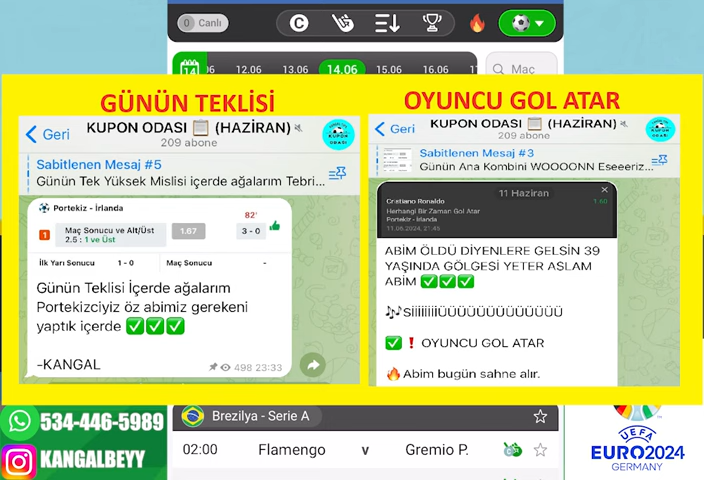 0 Canlı
14
06
12.06
13.06
14.06
15.06
16.06
Maç
GÜNÜN TEKLİSİ
Geri
KUPON ODASI 📋 (HAZİRAN)
209 abone
Sabitlenen Mesaj #5
Günün Tek Yüksek Mislisi içerde ağalarım Tebri...
Portekiz - İrlanda
1
Maç Sonucu ve Alt/Üst
2.5 : 1 ve Üst
1.67
82'
3 - 0
İlk Yarı Sonucu
1 - 0
Maç Sonucu
-
Günün Teklisi İçerde ağalarım
Portekizciyiz öz abimiz gerekeni
yaptık içerde ✅✅✅
-KANGAL
498 23:33
OYUNCU GOL ATAR
Geri
KUPON ODASI 📋 (HAZİRAN)
209 abone
Sabitlenen Mesaj #3
Günün Ana Kombini WOOOONN Eseeeriz...
11 Haziran
Cristiano Ronaldo
1.60
Herhangi Bir Zaman Gol Atar
Portekiz - İrlanda
11.06.2024, 21:45
ABİM ÖLDÜ DİYENLERE GELSİN 39
YAŞINDA GÖLGESİ YETER ASLAM
ABİM ✅✅✅
🎶SiiiiiiiiÜÜÜÜÜÜÜÜÜÜÜÜÜ
✅❗ OYUNCU GOL ATAR
🔥Abim bugün sahne alır.
534-446-5989
KANGALBEYY
Brezilya - Serie A
02:00 Flamengo v Gremio P.
UEFA
EURO2024
GERMANY